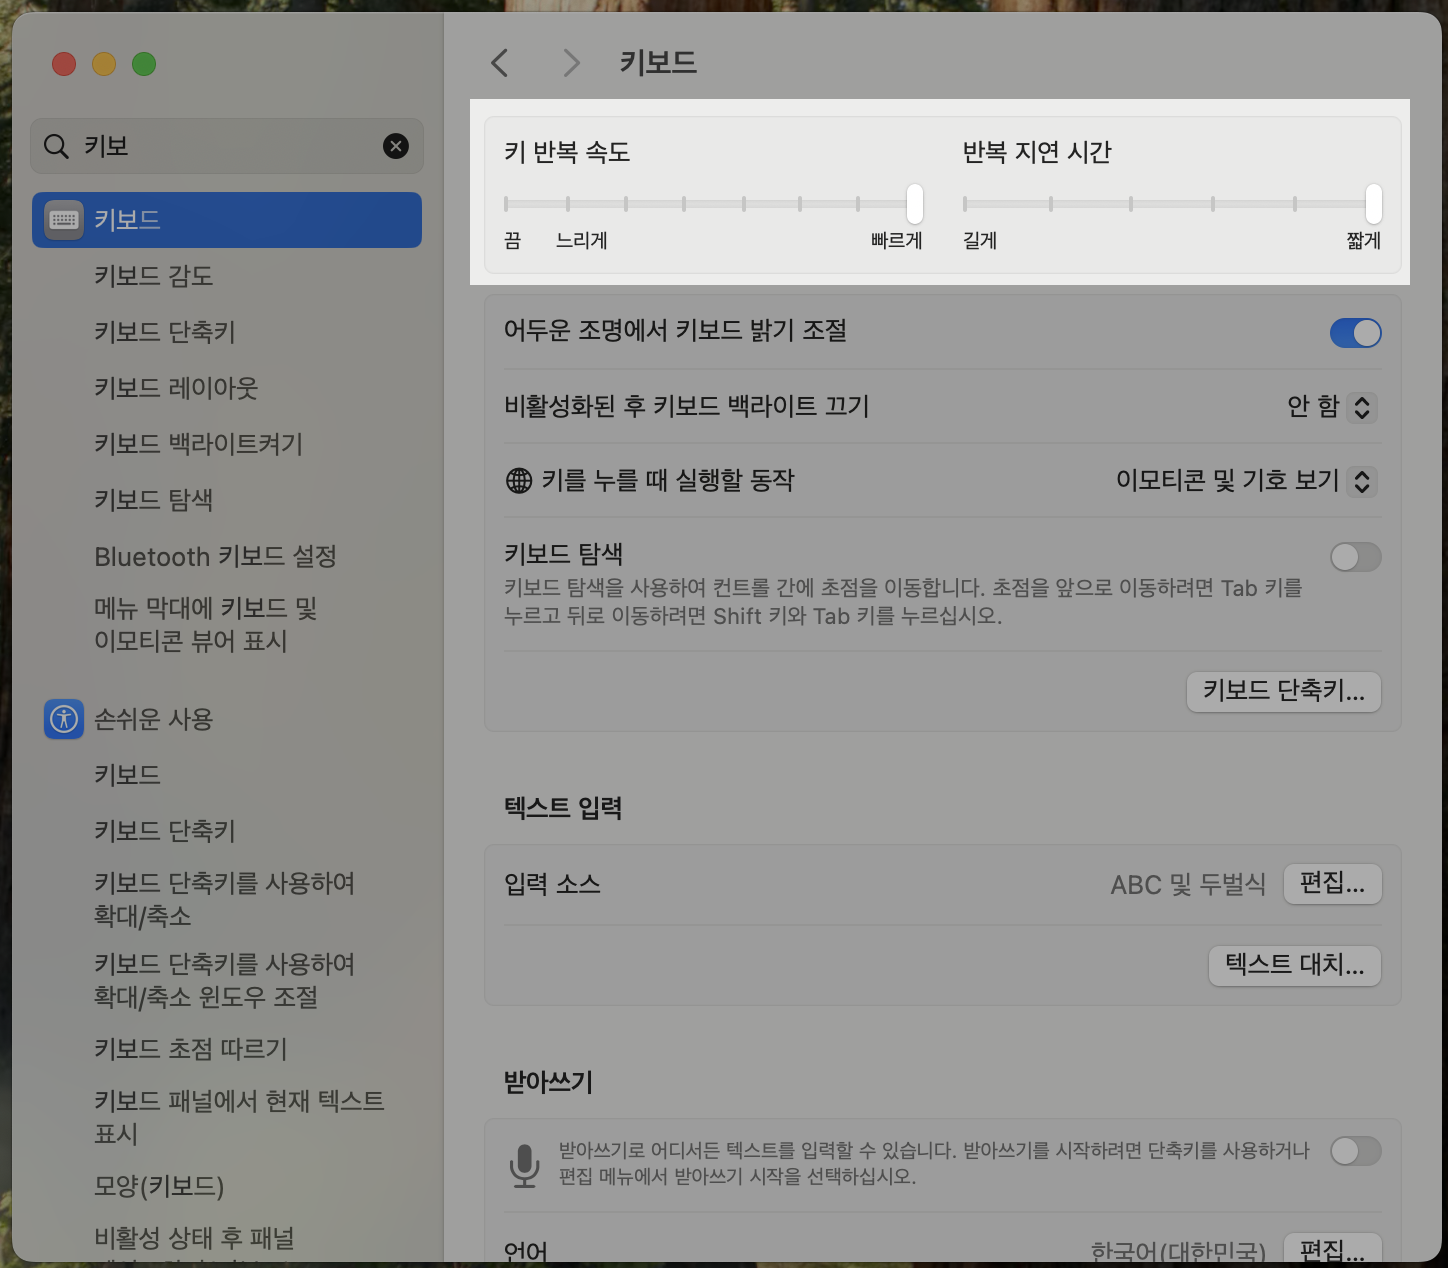 키보
키보드
키보드 감도
키보드 단축키
키보드 레이아웃
키보드 백라이트켜기
키보드 탐색
Bluetooth 키보드 설정
메뉴 막대에 키보드 및
이모티콘 뷰어 표시
손쉬운 사용
키보드
키보드 단축키
키보드 단축키를 사용하여
확대/축소
키보드 단축키를 사용하여
확대/축소 윈도우 조절
키보드 초점 따르기
키보드 패널에서 현재 텍스트
표시
모양(키보드)
비활성 상태 후 패널
키보드
키 반복 속도
끔 느리게 빠르게
반복 지연 시간
길게 짧게
어두운 조명에서 키보드 밝기 조절
비활성화된 후 키보드 백라이트 끄기 안 함
키를 누를 때 실행할 동작 이모티콘 및 기호 보기
키보드 탐색
키보드 탐색을 사용하여 컨트롤 간에 초점을 이동합니다. 초점을 앞으로 이동하려면 Tab 키를
누르고 뒤로 이동하려면 Shift 키와 Tab 키를 누르십시오.
키보드 단축키...
텍스트 입력
입력 소스 ABC 및 두벌식 편집...
텍스트 대치...
받아쓰기
받아쓰기로 어디서든 텍스트를 입력할 수 있습니다. 받아쓰기를 시작하려면 단축키를 사용하거나
편집 메뉴에서 받아쓰기 시작을 선택하십시오.
언어 한국어(대한민국) 편집...